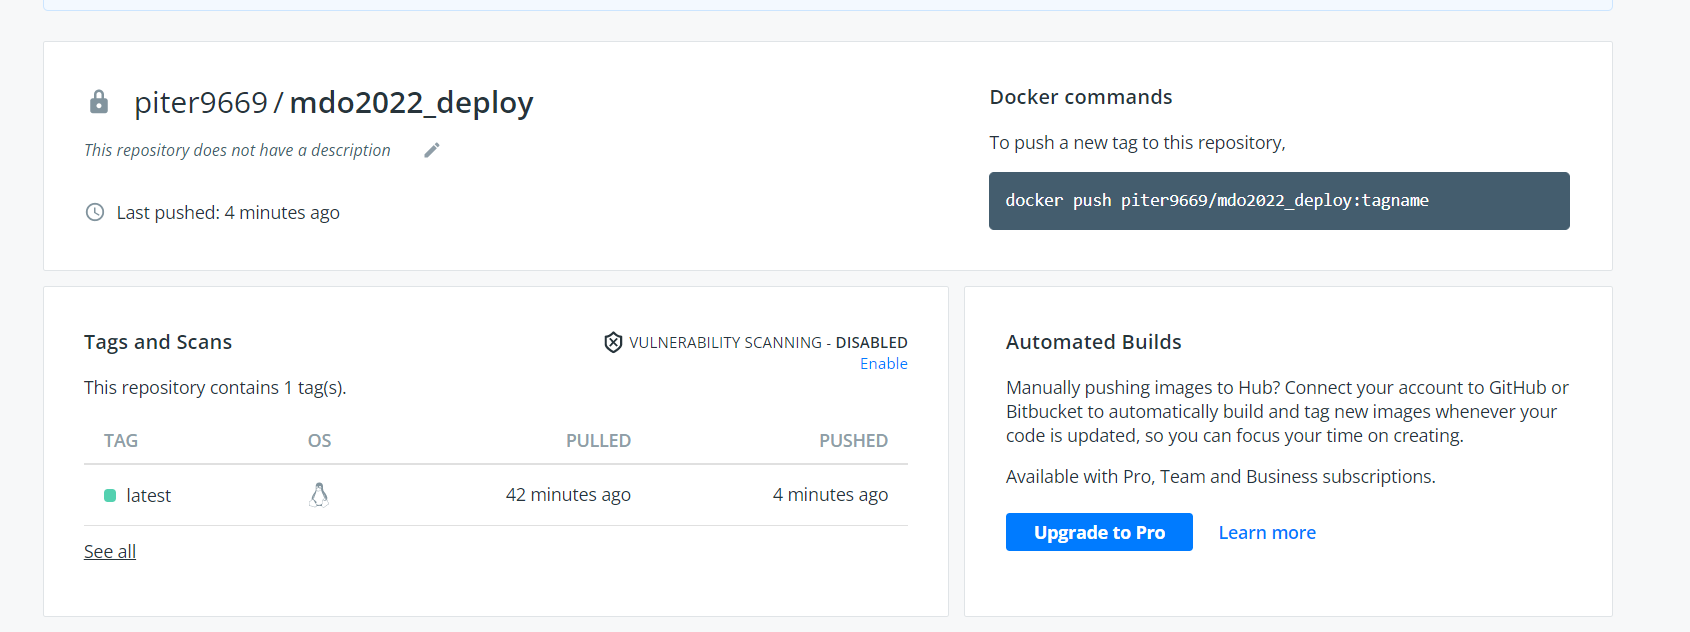 piter9669 / mdo2022_deploy
This repository does not have a description
Last pushed: 4 minutes ago
Docker commands
To push a new tag to this repository,
docker push piter9669/mdo2022_deploy:tagname
Tags and Scans
VULNERABILITY SCANNING - DISABLED
Enable
This repository contains 1 tag(s).
TAG OS PULLED PUSHED
latest 42 minutes ago 4 minutes ago
See all
Automated Builds
Manually pushing images to Hub? Connect your account to GitHub or
Bitbucket to automatically build and tag new images whenever your
code is updated, so you can focus your time on creating.
Available with Pro, Team and Business subscriptions.
Upgrade to Pro Learn more